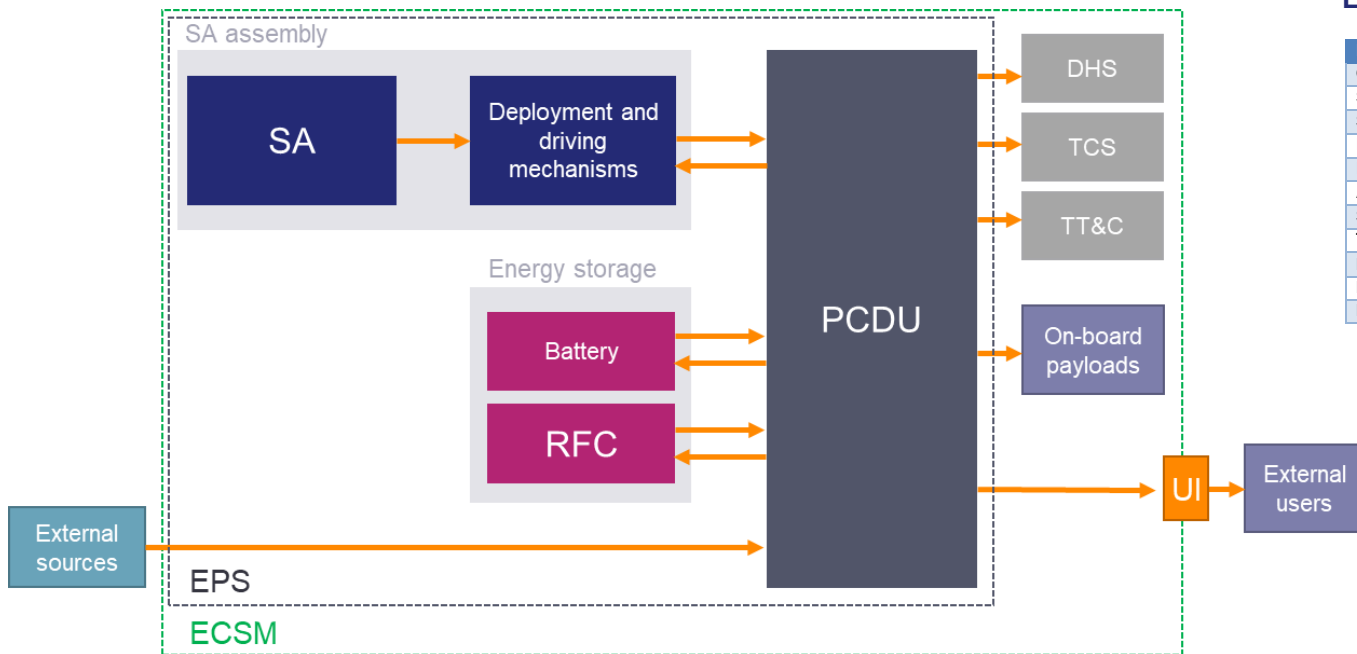 SA assembly
SA
Deployment and
driving
mechanisms
DHS
TCS
TT&C
Energy storage
Battery
RFC
PCDU
On-board
payloads
UI
External
users
External
sources
EPS
ECSM